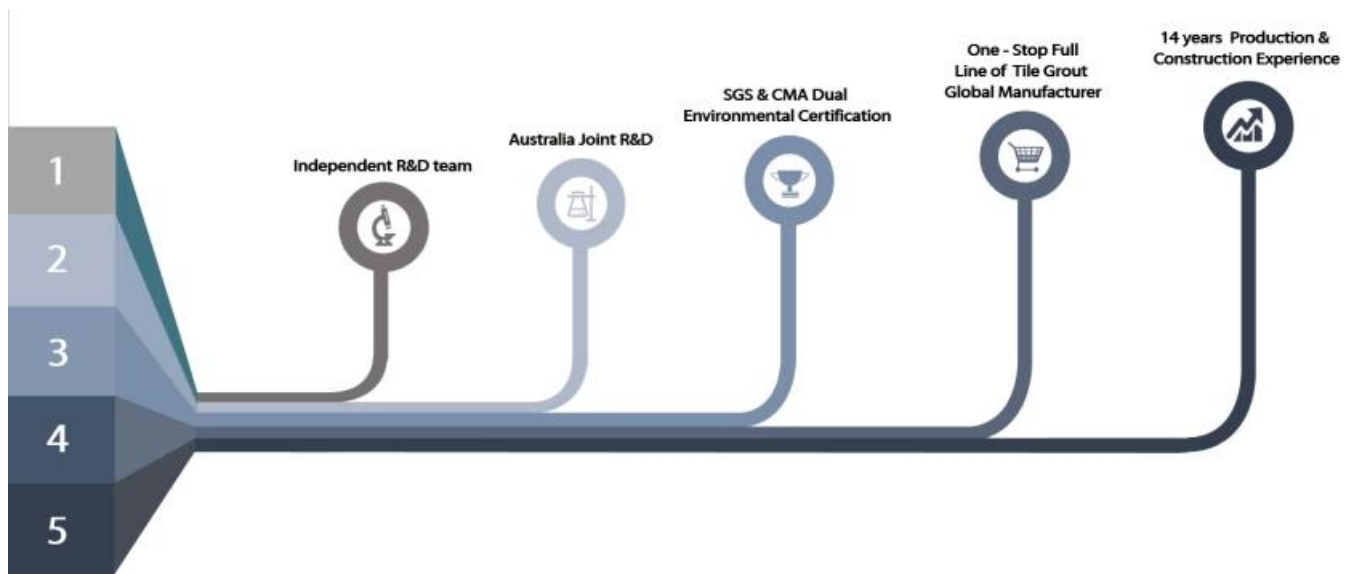 1
2
3
4
5
Independent R&D team
Australia Joint R&D
SGS & CMA Dual
Environmental Certification
One - Stop Full
Line of Tile Grout
Global Manufacturer
14 years Production &
Construction Experience